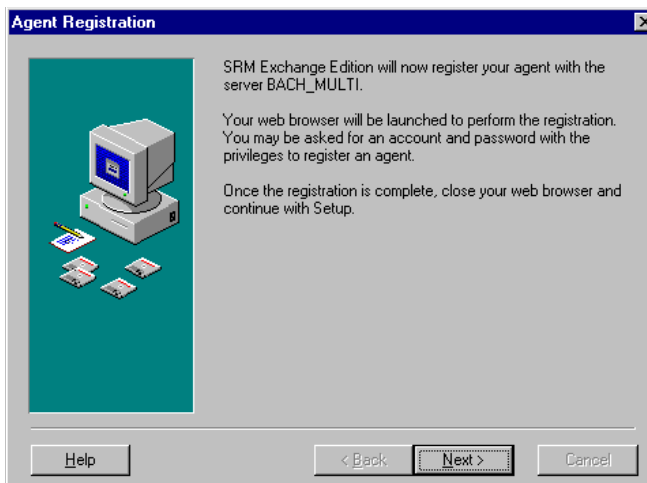 Agent Registration
SRM Exchange Edition will now register your agent with the
server BACH_MULTI.
Your web browser will be launched to perform the registration.
You may be asked for an account and password with the
privileges to register an agent.
Once the registration is complete, close your web browser and
continue with Setup.
Help
< Back
Next >
Cancel